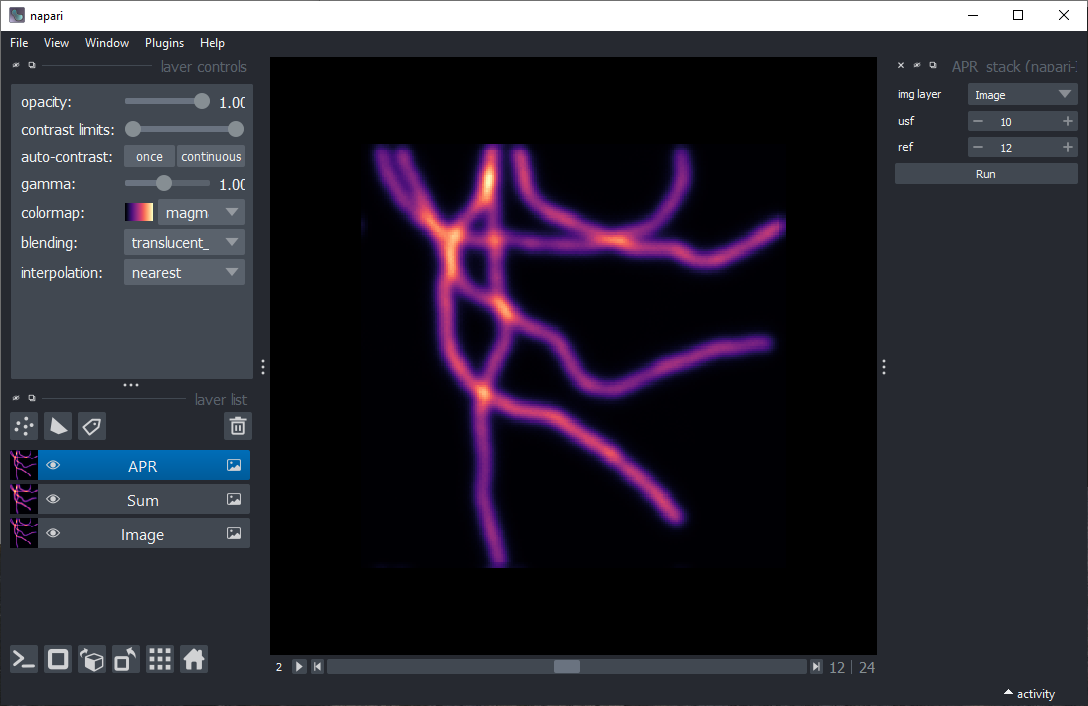 napari
File View Window Plugins Help
layer controls
opacity: 1.00
contrast limits:
auto-contrast: once continuous
gamma: 1.00
colormap: magm
blending: translucent_
interpolation: nearest
layer list
APR
Sum
Image
2
12 | 24
APR stack (napari-
img layer Image
usf − 10 +
ref − 12 +
Run
activity